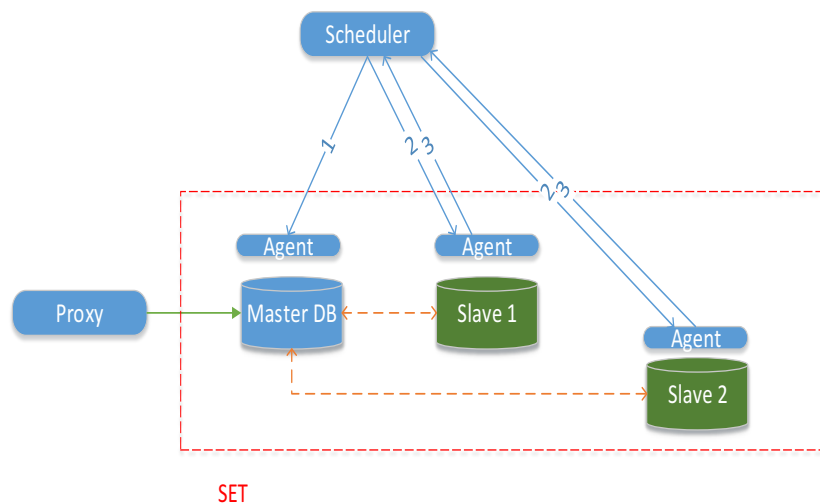 Scheduler
1
2
3
2
3
Agent
Agent
Proxy
Master DB
Slave 1
Agent
Slave 2
SET